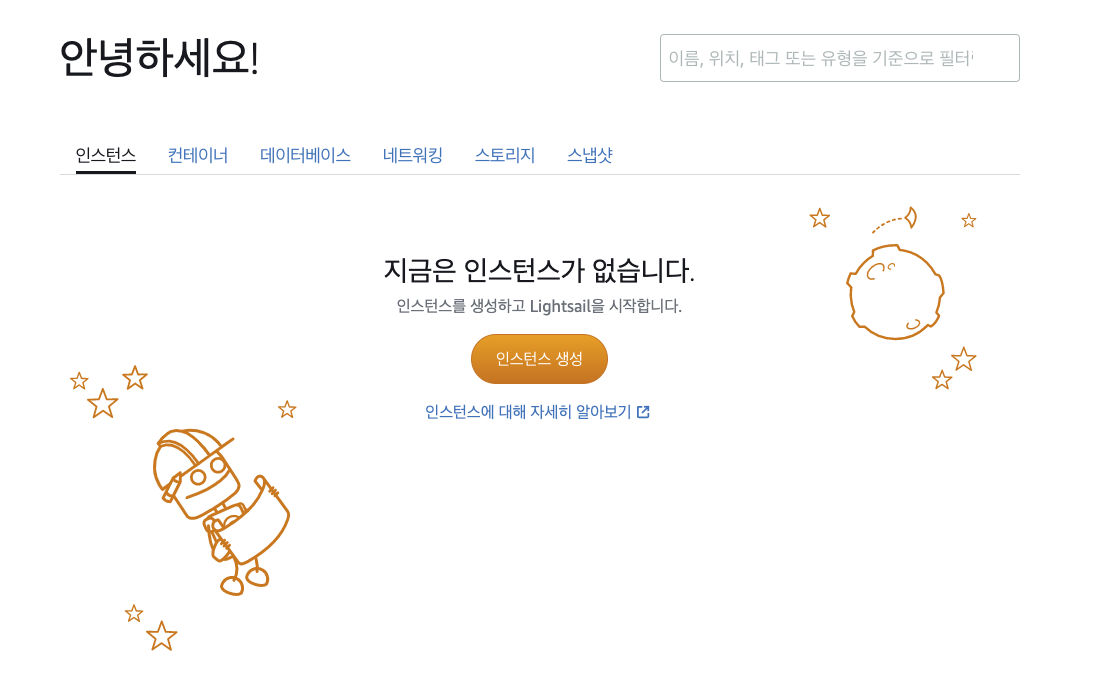 안녕하세요!
이름, 위치, 태그 또는 유형을 기준으로 필터
인스턴스 컨테이너 데이터베이스 네트워킹 스토리지 스냅샷
지금은 인스턴스가 없습니다.
인스턴스를 생성하고 Lightsail을 시작합니다.
인스턴스 생성
인스턴스에 대해 자세히 알아보기